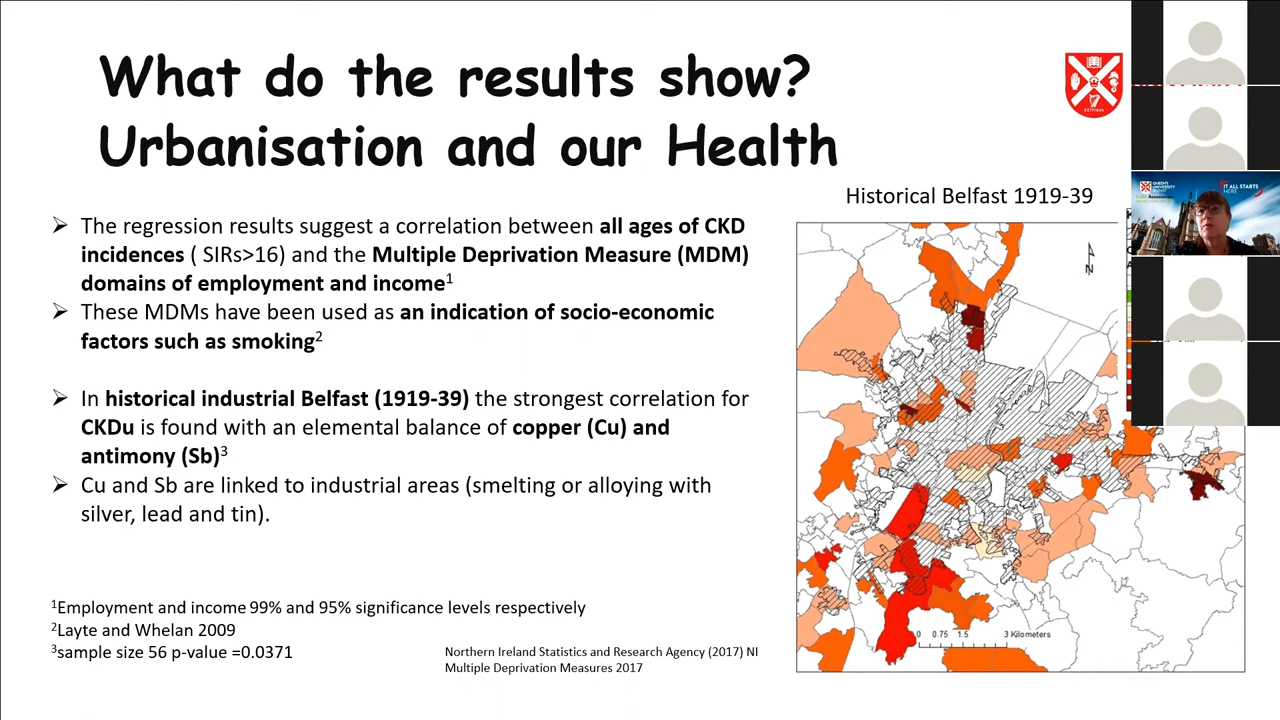 What do the results show?
Urbanisation and our Health
Historical Belfast 1919-39
➢ The regression results suggest a correlation between all ages of CKD
incidences ( SIRs>16) and the Multiple Deprivation Measure (MDM)
domains of employment and income1
➢ These MDMs have been used as an indication of socio-economic
factors such as smoking2
➢ In historical industrial Belfast (1919-39) the strongest correlation for
CKDu is found with an elemental balance of copper (Cu) and
antimony (Sb)3
➢ Cu and Sb are linked to industrial areas (smelting or alloying with
silver, lead and tin).
1Employment and income 99% and 95% significance levels respectively
2Layte and Whelan 2009
3sample size 56 p-value =0.0371
Northern Ireland Statistics and Research Agency (2017) NI
Multiple Deprivation Measures 2017
N
0 0.75 1.5 3 Kilometers
QUEEN'S
UNIVERSITY
BELFAST
IT ALL STARTS
HERE